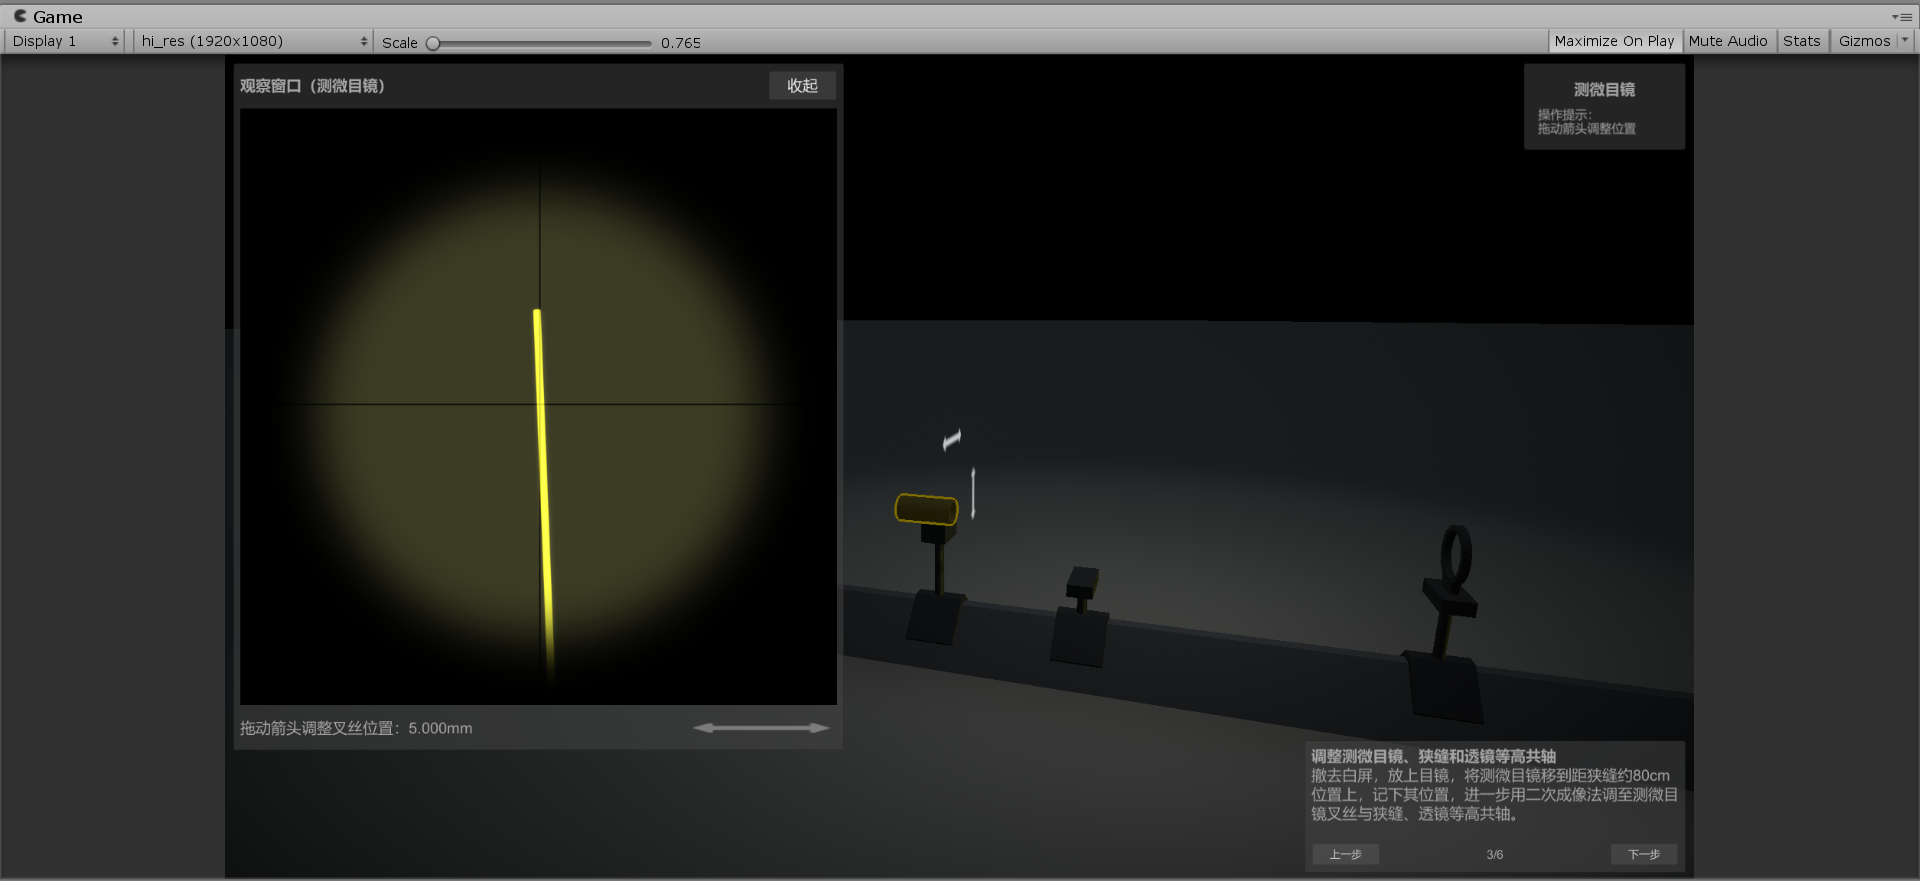 Game
Display 1
hi_res (1920x1080)
Scale
0.765
Maximize On Play
Mute Audio
Stats
Gizmos
观察窗口（测微目镜）
收起
测微目镜
操作提示：
拖动箭头调整位置
拖动箭头调整叉丝位置：5.000mm
调整测微目镜、狭缝和透镜等高共轴
撤去白屏，放上目镜，将测微目镜移到距狭缝约80cm
位置上，记下其位置，进一步用二次成像法调至测微目
镜叉丝与狭缝、透镜等高共轴。
上一步
3/6
下一步